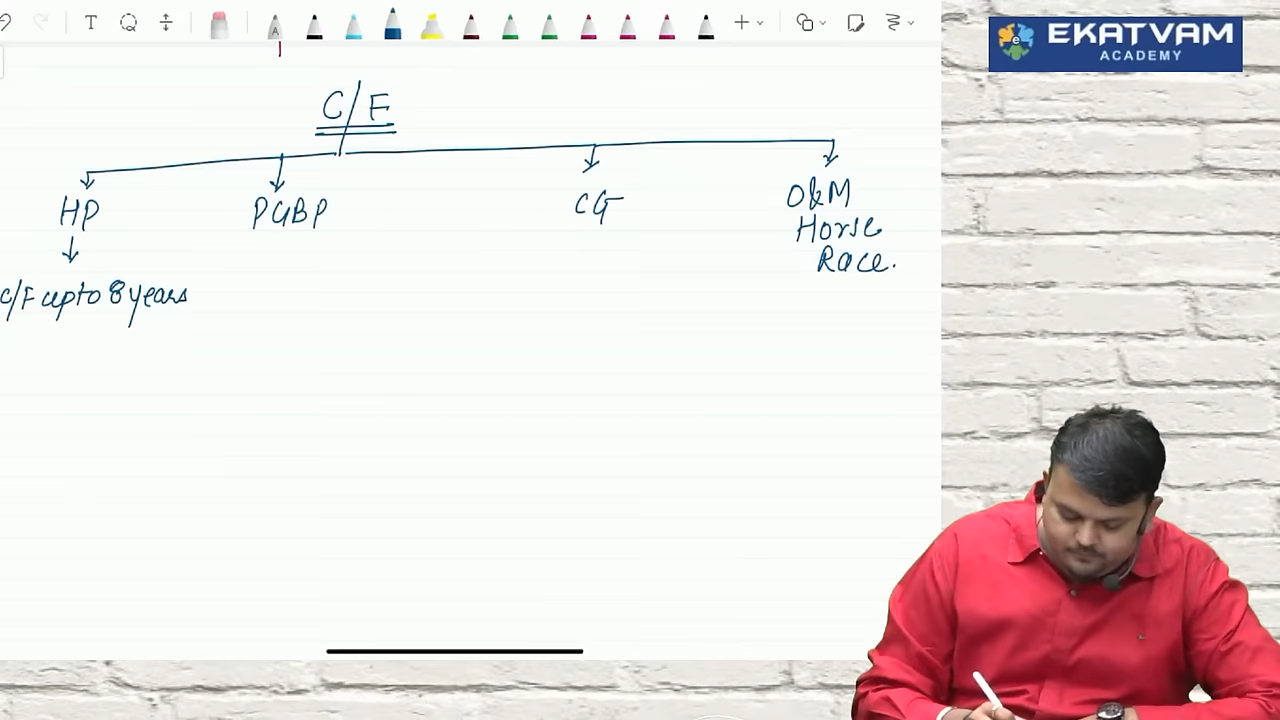 EKATVAM
ACADEMY
C/F
HP
PGBP
CG
O&M
Horse
Race.
C/F upto 8 years